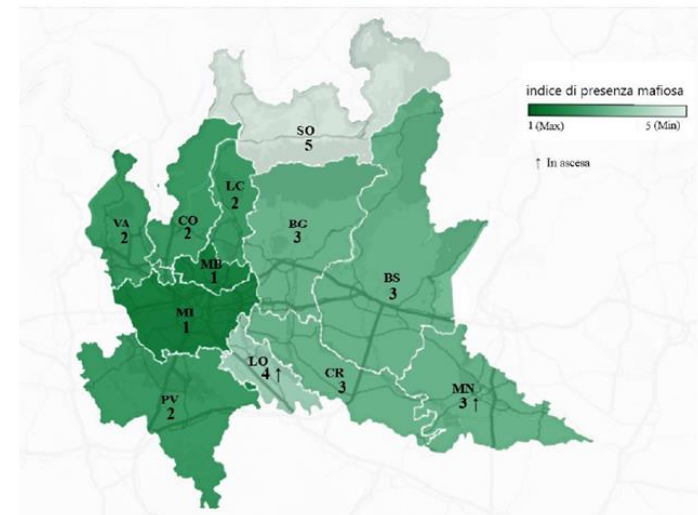 indice di presenza mafiosa
1 (Max) 5 (Min)
↑ In ascesa
SO
5
LC
2
VA
2
CO
2
BG
3
MB
1
BS
3
MI
1
LO
4 ↑
CR
3
MN
3 ↑
PV
2